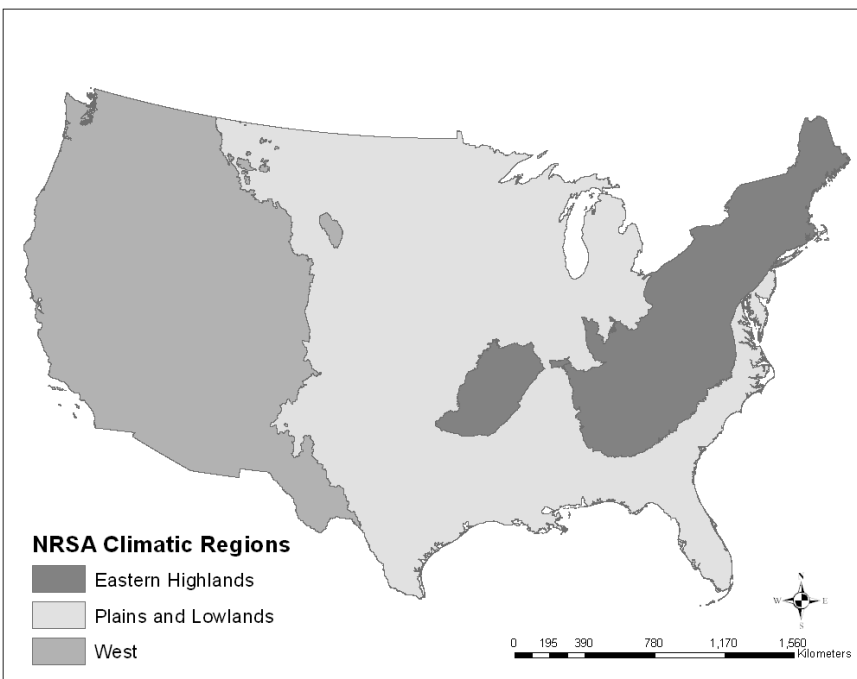 NRSA Climatic Regions
Eastern Highlands
Plains and Lowlands
West
N
W E
S
0 195 390 780 1,170 1,560
Kilometers